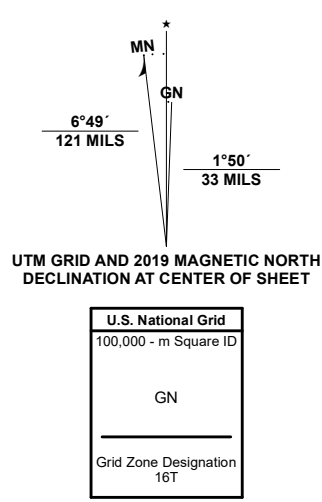 ★
MN
GN
6°49´
121 MILS
1°50´
33 MILS
UTM GRID AND 2019 MAGNETIC NORTH
DECLINATION AT CENTER OF SHEET
U.S. National Grid
100,000 - m Square ID
GN
Grid Zone Designation
16T